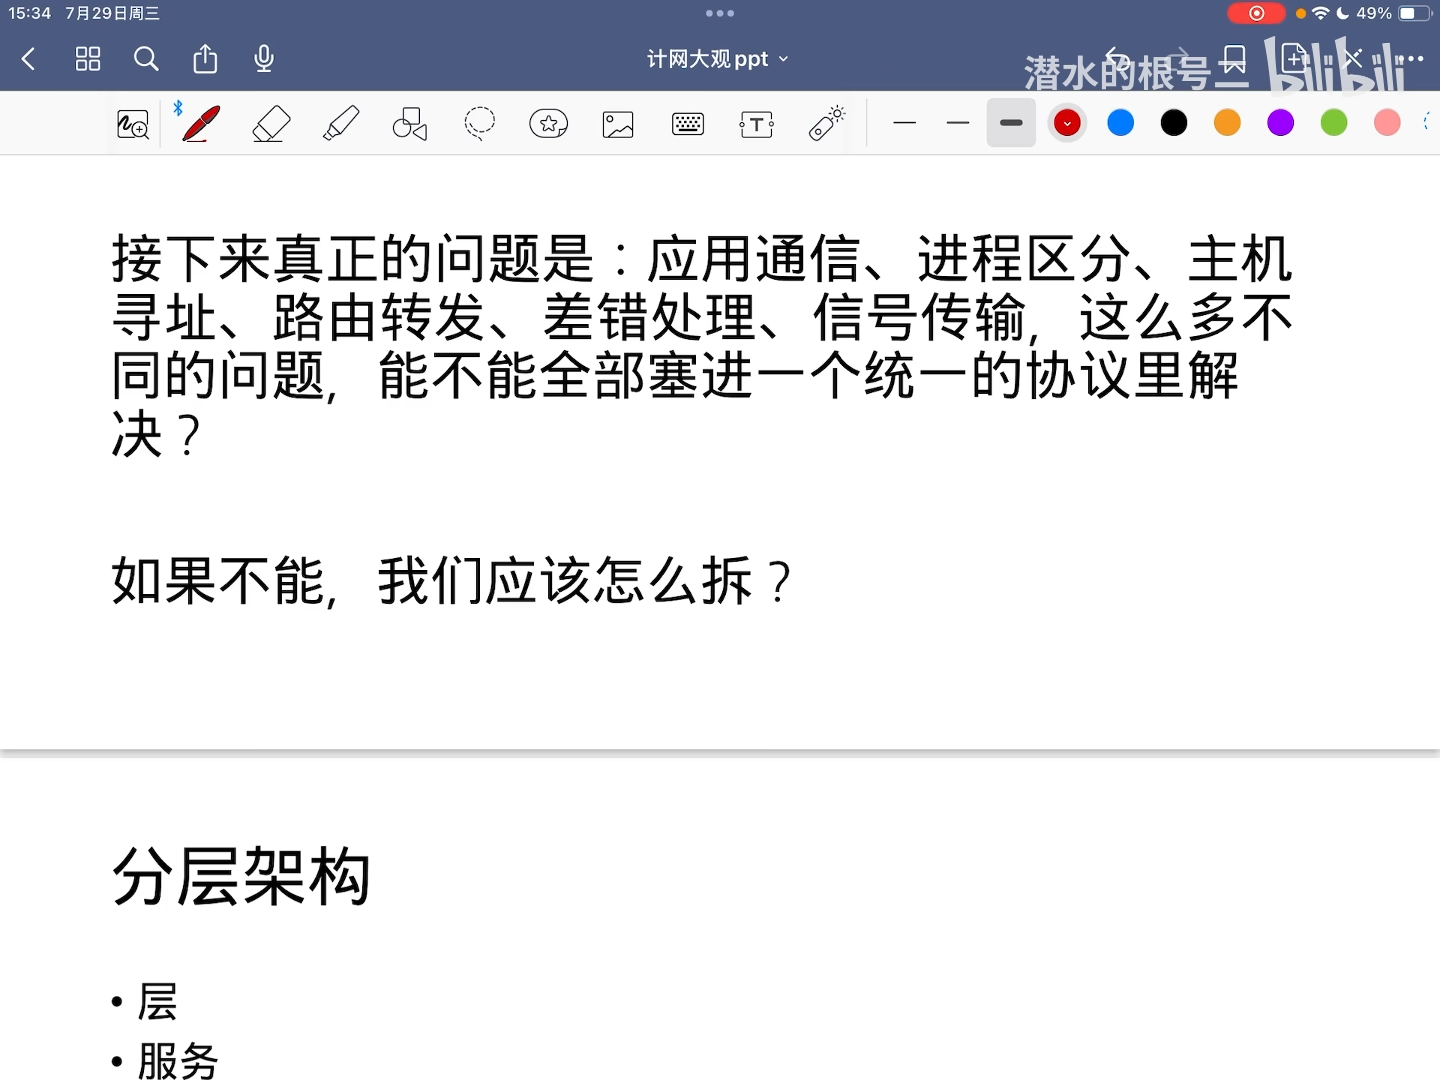 15:34 7月29日周三
49%
计网大观ppt
潜水的根号二 bilibili
接下来真正的问题是：应用通信、进程区分、主机
寻址、路由转发、差错处理、信号传输，这么多不
同的问题，能不能全部塞进一个统一的协议里解
决？
如果不能，我们应该怎么拆？
分层架构
• 层
• 服务